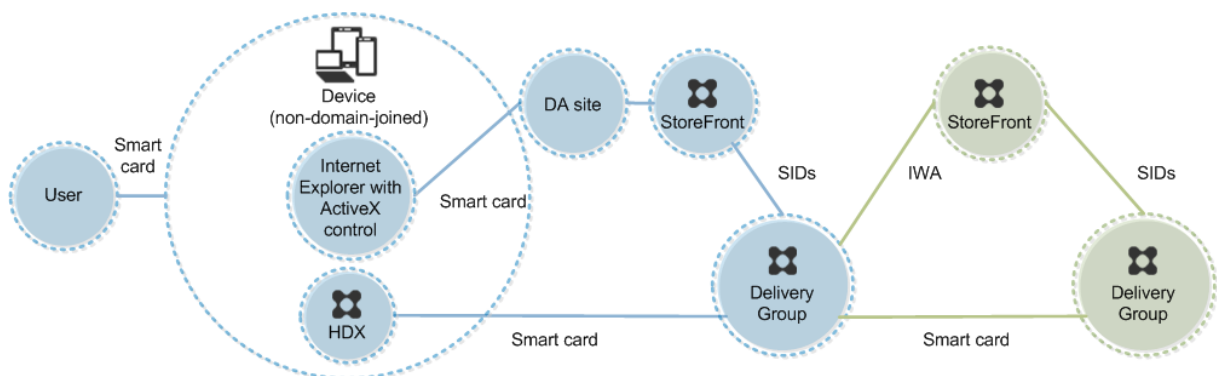 User
Smart
card
Device
(non-domain-joined)
Internet
Explorer with
ActiveX
control
HDX
Smart card
DA site
StoreFront
SIDs
Smart card
Delivery
Group
IWA
StoreFront
SIDs
Smart card
Delivery
Group